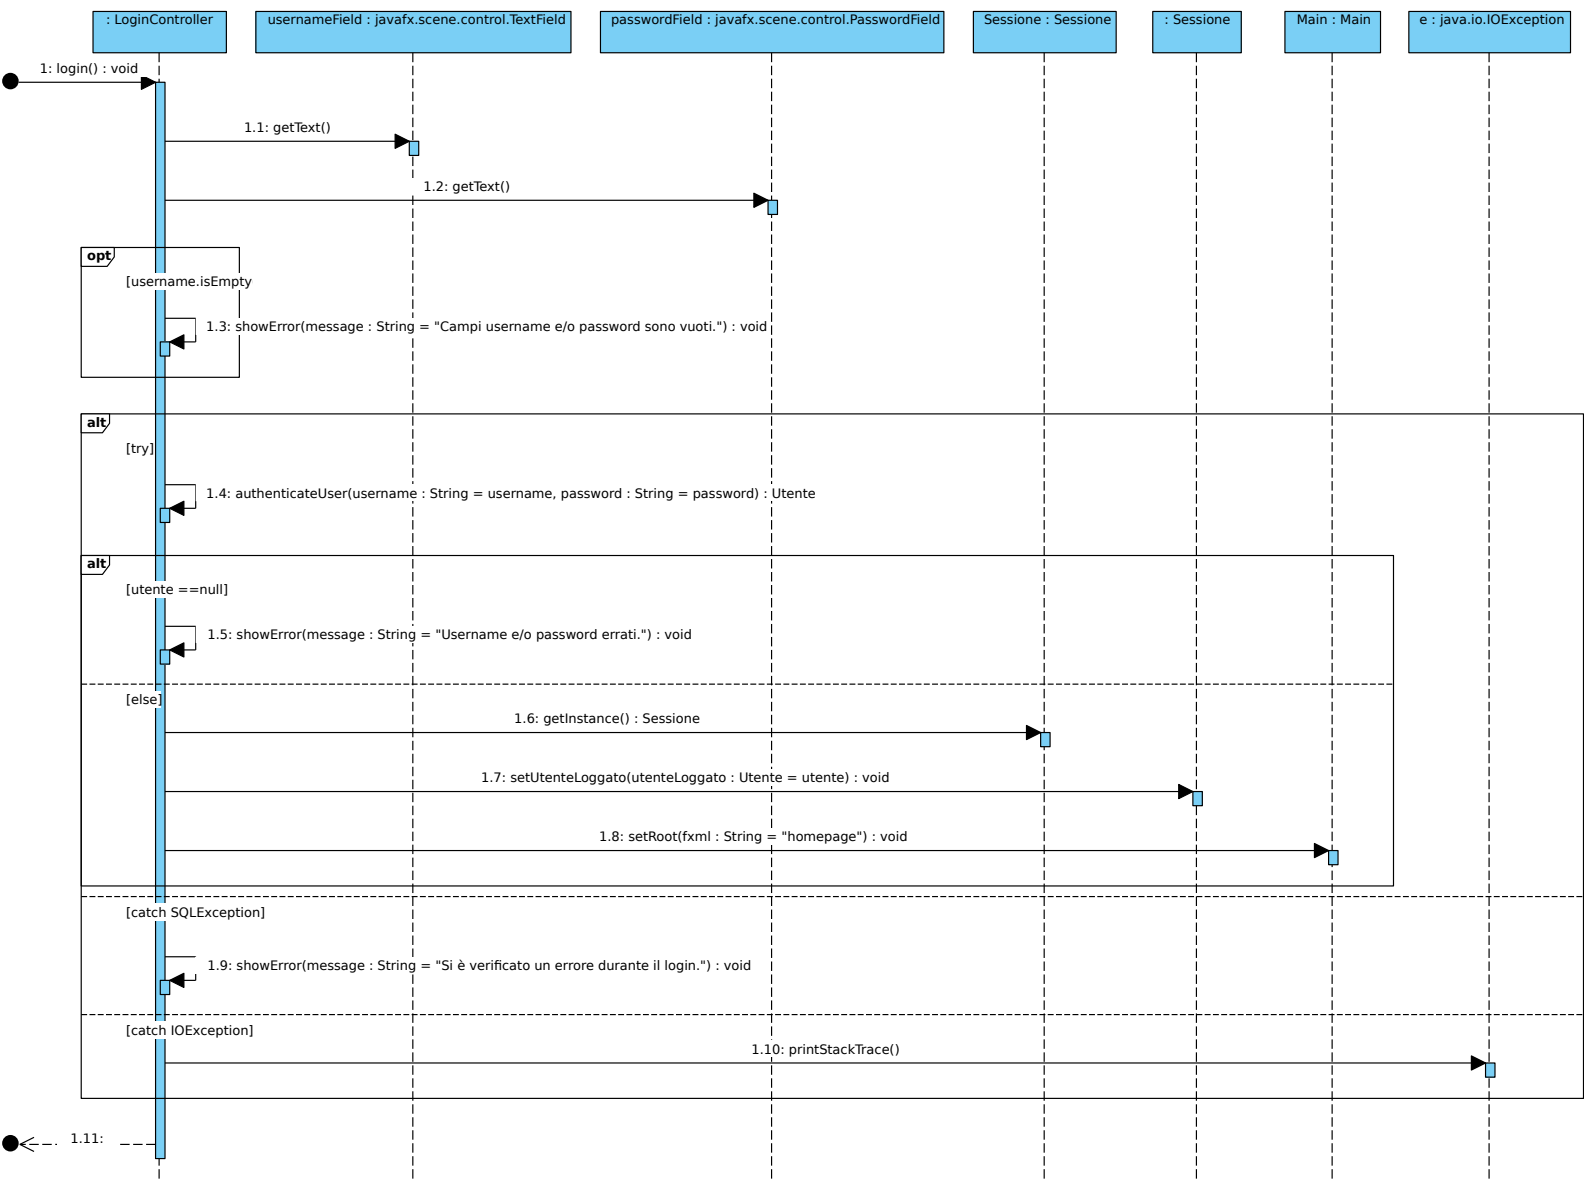 : LoginController
usernameField : javafx.scene.control.TextField
passwordField : javafx.scene.control.PasswordField
Sessione : Sessione
: Sessione
Main : Main
e : java.io.IOException
1: login() : void
1.1: getText()
1.2: getText()
opt
[username.isEmpty
1.3: showError(message : String = "Campi username e/o password sono vuoti.") : void
alt
[try]
1.4: authenticateUser(username : String = username, password : String = password) : Utente
alt
[utente ==null]
1.5: showError(message : String = "Username e/o password errati.") : void
[else]
1.6: getInstance() : Sessione
1.7: setUtenteLoggato(utenteLoggato : Utente = utente) : void
1.8: setRoot(fxml : String = "homepage") : void
[catch SQLException]
1.9: showError(message : String = "Si è verificato un errore durante il login.") : void
[catch IOException]
1.10: printStackTrace()
1.11: